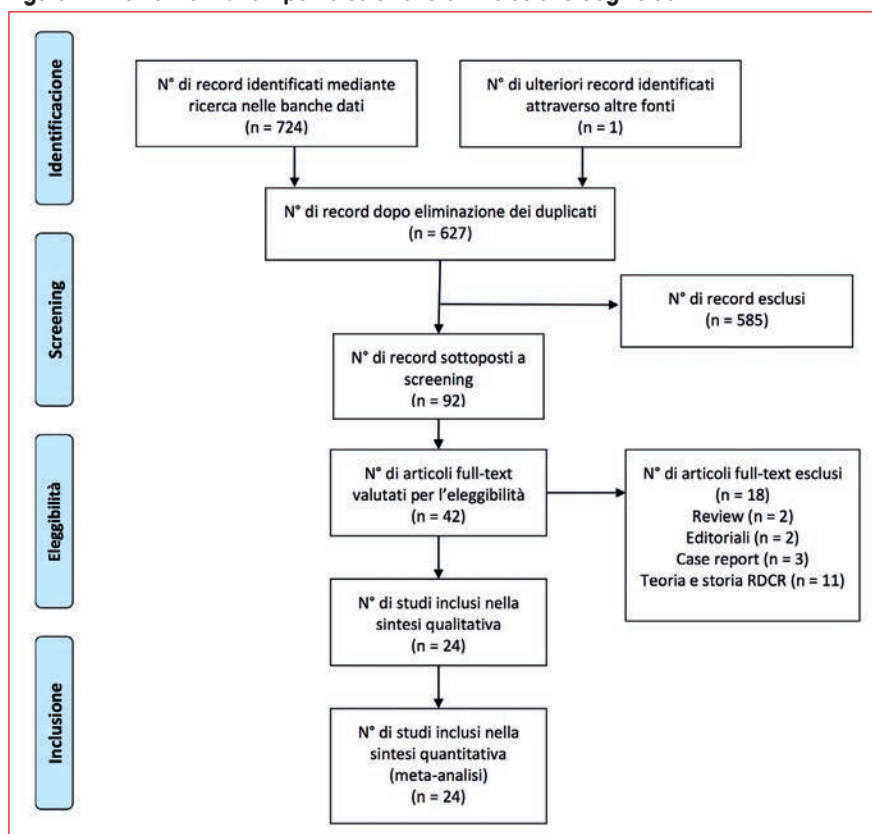 Identificazione
N° di record identificati mediante
ricerca nelle banche dati
(n = 724)
N° di ulteriori record identificati
attraverso altre fonti
(n = 1)
N° di record dopo eliminazione dei duplicati
(n = 627)
Screening
N° di record esclusi
(n = 585)
N° di record sottoposti a
screening
(n = 92)
Eleggibilità
N° di articoli full-text
valutati per l'eleggibilità
(n = 42)
N° di articoli full-text esclusi
(n = 18)
Review (n = 2)
Editoriali (n = 2)
Case report (n = 3)
Teoria e storia RDCR (n = 11)
N° di studi inclusi nella
sintesi qualitativa
(n = 24)
Inclusione
N° di studi inclusi nella
sintesi quantitativa
(meta-analisi)
(n = 24)